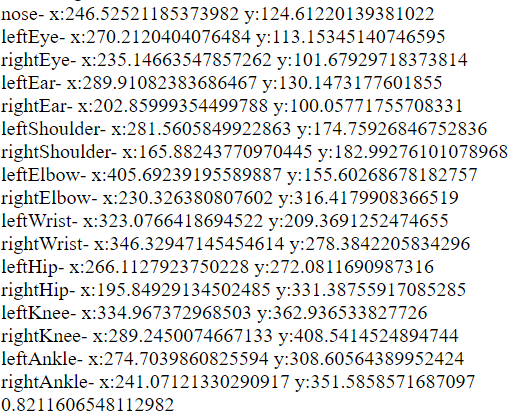 nose- x:246.52521185373982 y:124.61220139381022
leftEye- x:270.2120404076484 y:113.15345140746595
rightEye- x:235.14663547857262 y:101.67929718373814
leftEar- x:289.91082383686467 y:130.1473177601855
rightEar- x:202.85999354499788 y:100.05771755708331
leftShoulder- x:281.5605849922863 y:174.75926846752836
rightShoulder- x:165.88243770970445 y:182.99276101078968
leftElbow- x:405.69239195589887 y:155.60268678182757
rightElbow- x:230.326380807602 y:316.4179908366519
leftWrist- x:323.0766418694522 y:209.3691252474655
rightWrist- x:346.32947145454614 y:278.3842205834296
leftHip- x:266.1127923750228 y:272.0811690987316
rightHip- x:195.84929134502485 y:331.38755917085285
leftKnee- x:334.967372968503 y:362.936533827726
rightKnee- x:289.2450074667133 y:408.5414524894744
leftAnkle- x:274.7039860825594 y:308.60564389952424
rightAnkle- x:241.07121330290917 y:351.5858571687097
0.8211606548112982